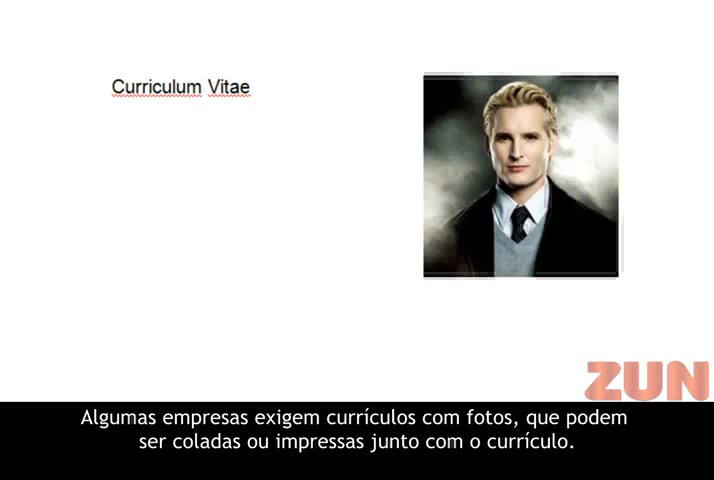 Curriculum Vitae
ZUN
Algumas empresas exigem currículos com fotos, que podem
ser coladas ou impressas junto com o currículo.